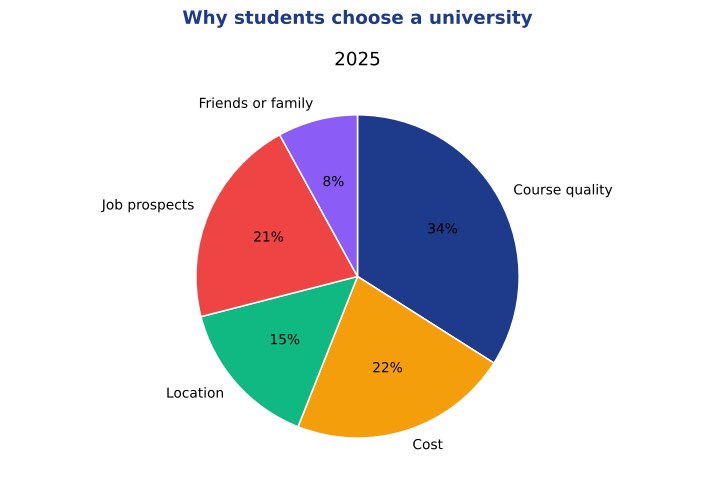 Why students choose a university
2025
Friends or family
8%
Course quality
34%
Job prospects
21%
15%
22%
Location
Cost